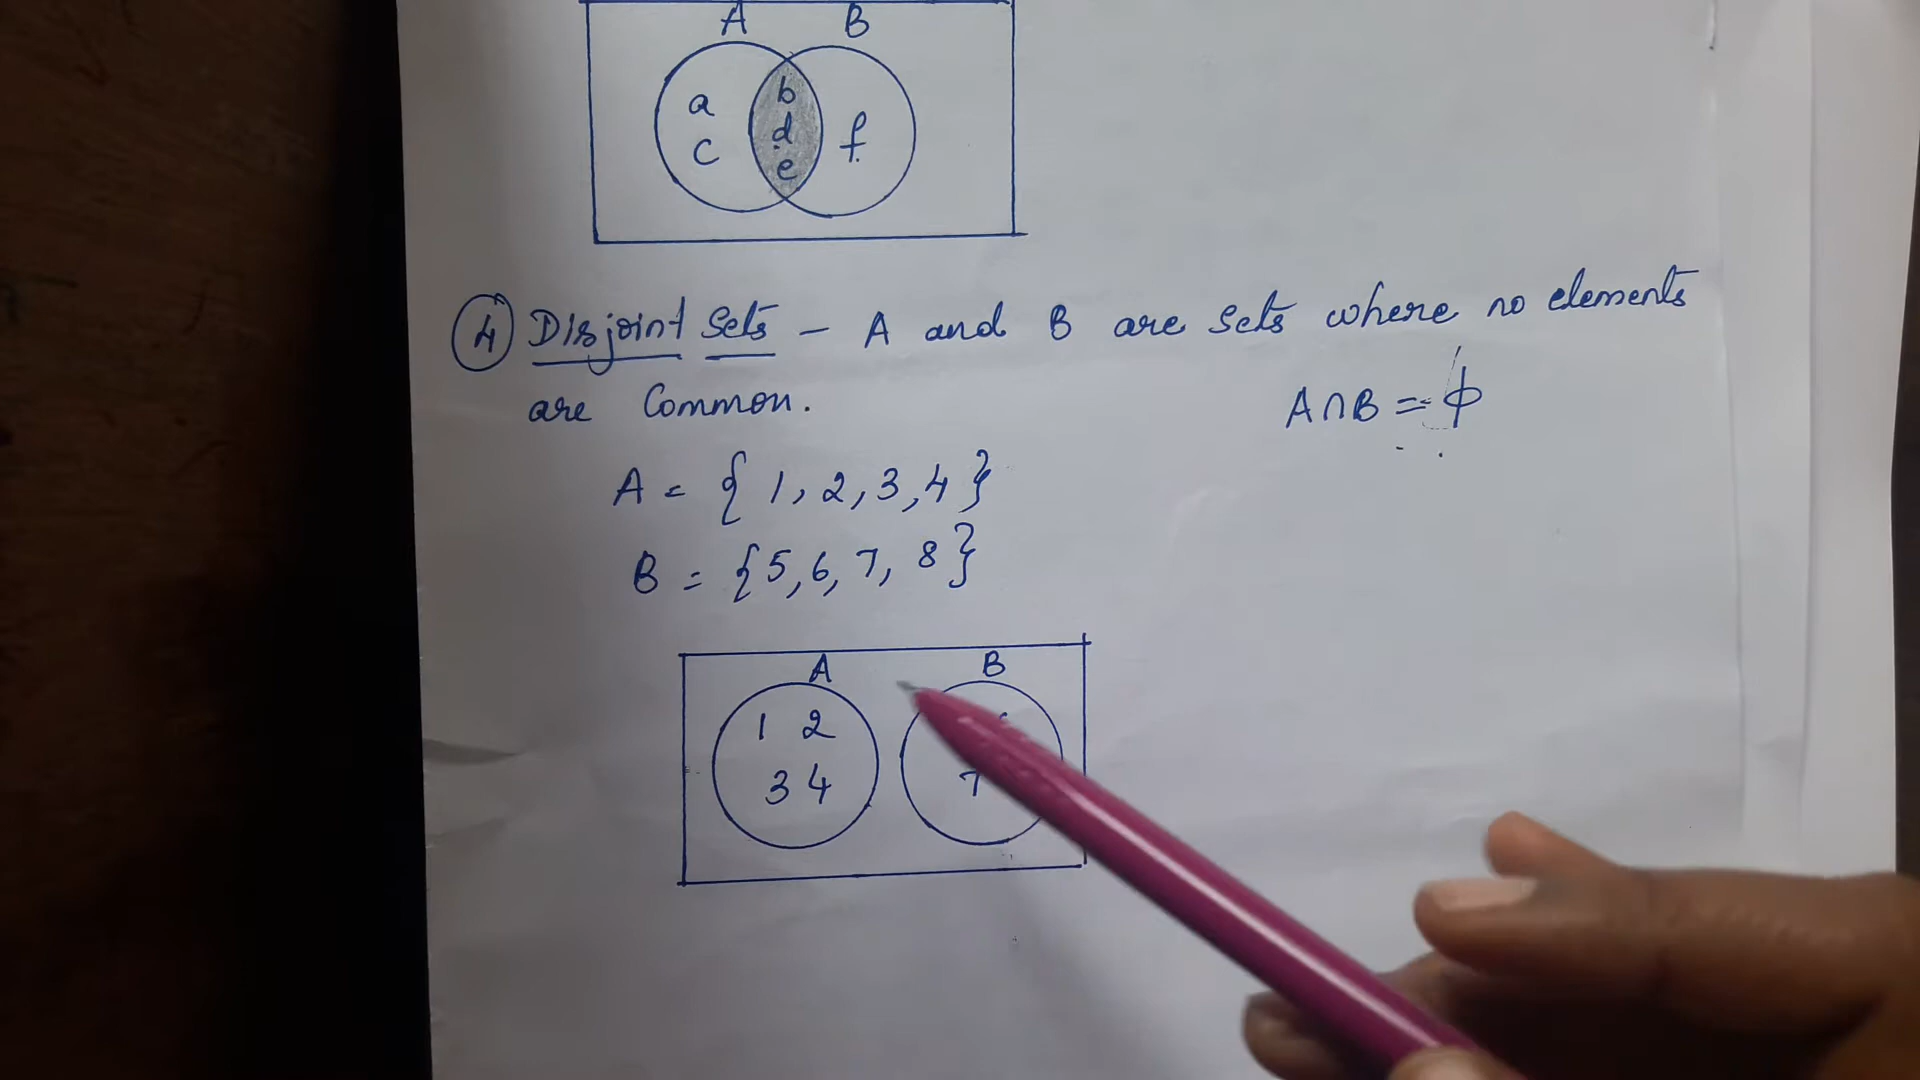 A B
a b
c d f
e
4 Disjoint Sets – A and B are sets where no elements
are Common. A∩B = ϕ
A = { 1, 2, 3, 4 }
B = {5, 6, 7, 8}
A B
1 2
3 4 7